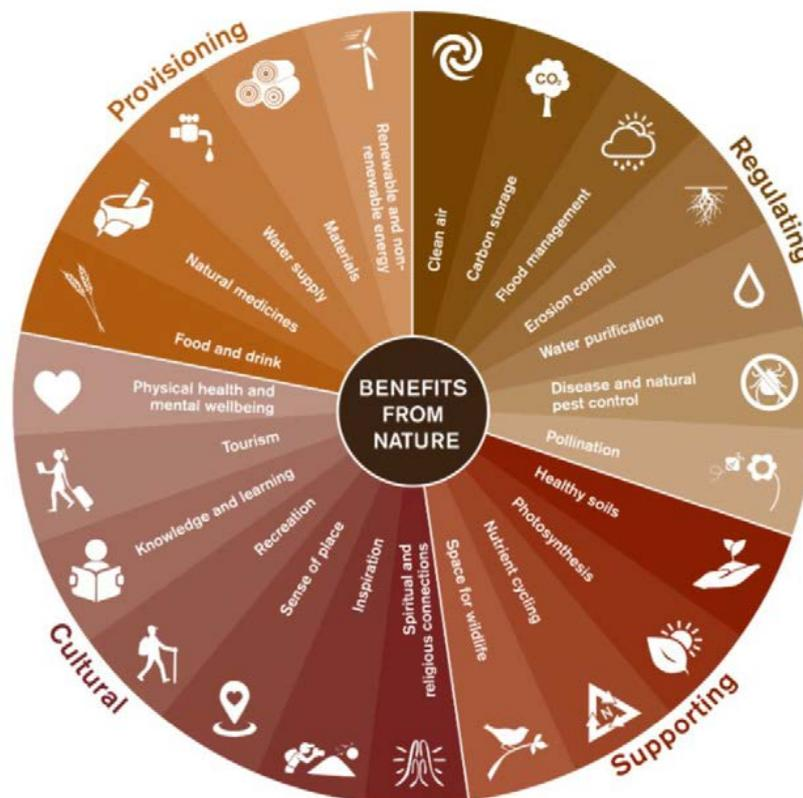 Provisioning
Renewable and non-
renewable energy
Materials
Water supply
Natural medicines
Food and drink
Regulating
Clean air
CO₂
Carbon storage
Flood management
Erosion control
Water purification
Disease and natural
pest control
Pollination
BENEFITS
FROM
NATURE
Supporting
Healthy soils
Photosynthesis
Nutrient cycling
N
Space for wildlife
Cultural
Physical health and
mental wellbeing
Tourism
Knowledge and learning
Recreation
Sense of place
Inspiration
Spiritual and
religious connections